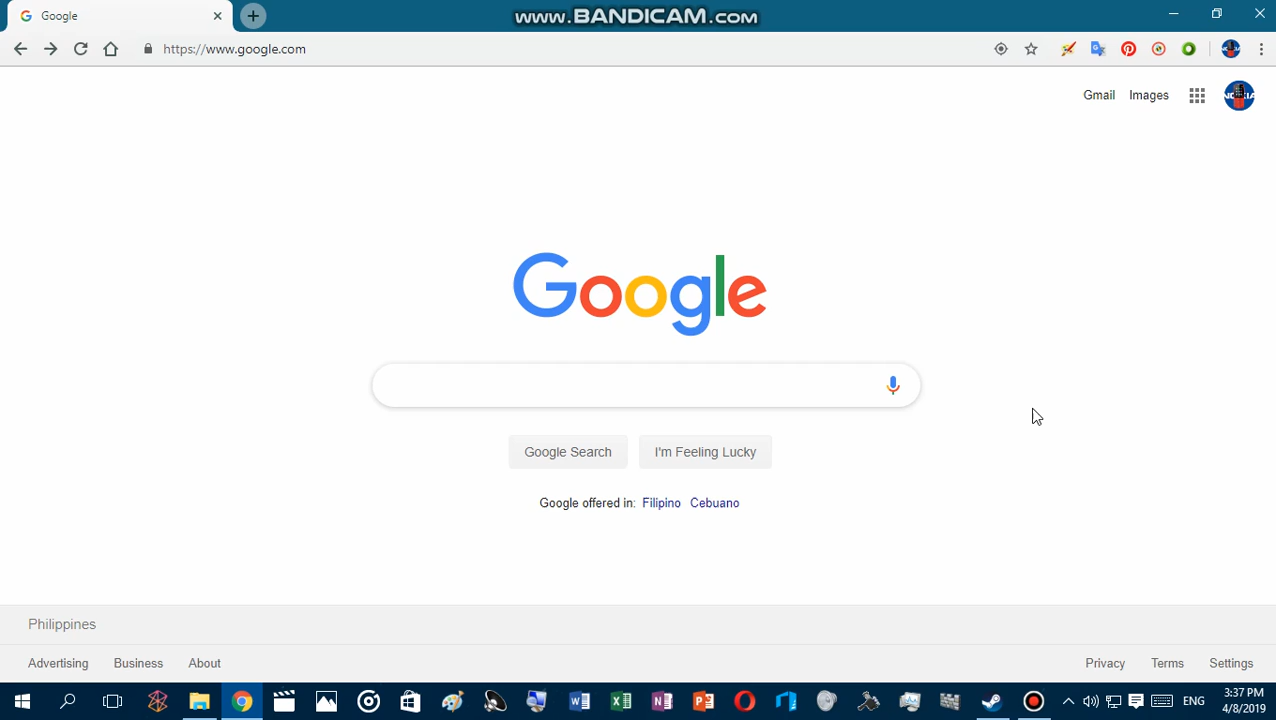 Google
www.BANDICAM.com
https://www.google.com
Gmail Images
NOKIA
Google
Google Search I'm Feeling Lucky
Google offered in: Filipino Cebuano
Philippines
Advertising Business About
Privacy Terms Settings
ENG
3:37 PM
4/8/2019